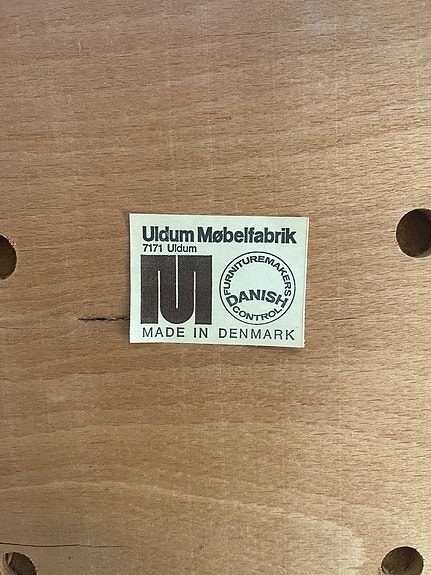 Uldum Møbelfabrik
7171 Uldum
FURNITUREMAKERS
DANISH
CONTROL
MADE IN DENMARK